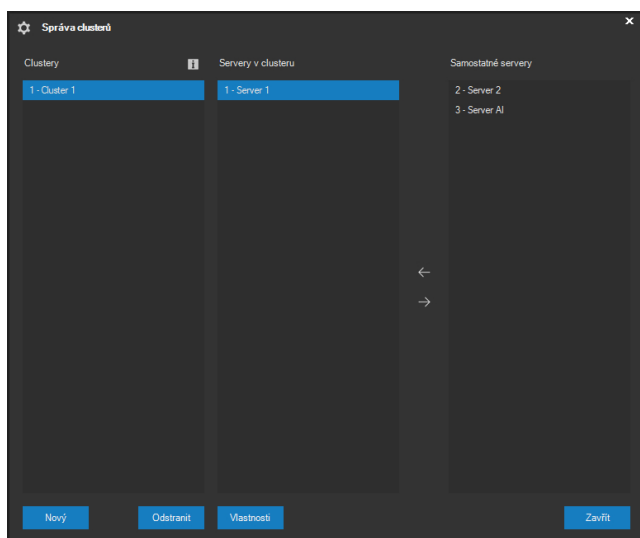 Správa clusterů
Clustery
Servery v clusteru
Samostatné servery
1 - Cluster 1
1 - Server 1
2 - Server 2
3 - Server AI
Nový
Odstranit
Vlastnosti
Zavřít